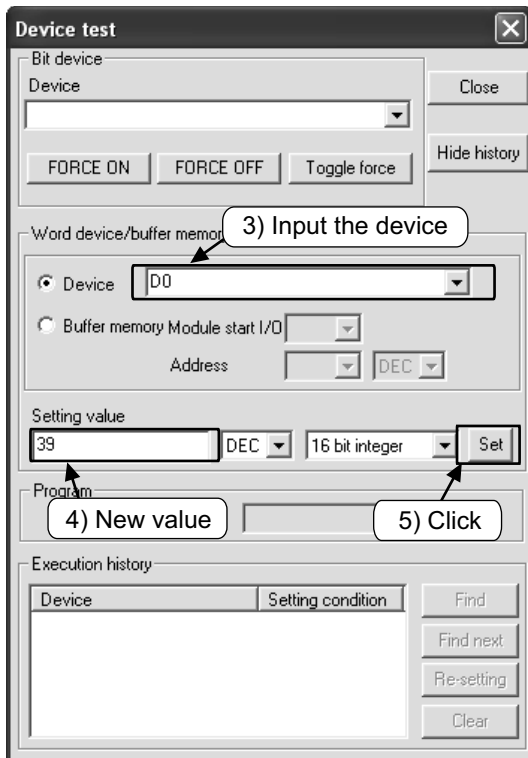 Device test
Bit device
Device
Close
FORCE ON FORCE OFF Toggle force
Hide history
3) Input the device
Word device/buffer memor
Device D0
Buffer memory Module start I/O
Address DEC
Setting value
39 DEC 16 bit integer Set
Program
4) New value 5) Click
Execution history
Device Setting condition Find
Find next
Re-setting
Clear